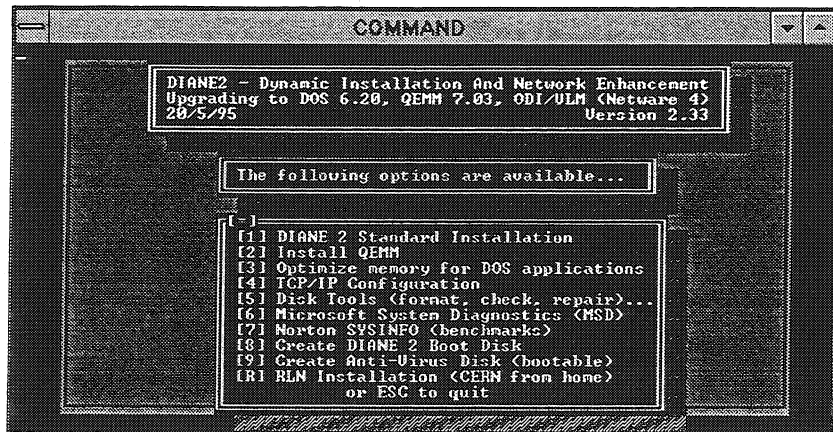 COMMAND
DIANE2 - Dynamic Installation And Network Enhancement
Upgrading to DOS 6.20, QEMM 7.03, ODI/VLM (Netware 4)
20/5/95 Version 2.33
The following options are available...
[-]
[1] DIANE 2 Standard Installation
[2] Install QEMM
[3] Optimize memory for DOS applications
[4] TCP/IP Configuration
[5] Disk Tools (format, check, repair)...
[6] Microsoft System Diagnostics (MSD)
[7] Norton SYSINFO (benchmarks)
[8] Create DIANE 2 Boot Disk
[9] Create Anti-Virus Disk (bootable)
[R] RLN Installation (CERN from home)
or ESC to quit